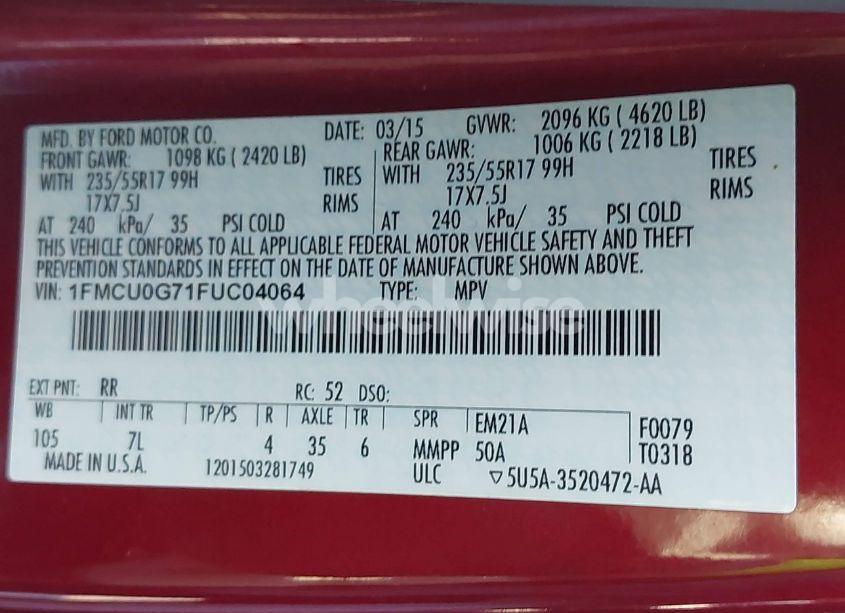 MFD. BY FORD MOTOR CO. DATE: 03/15 GVWR: 2096 KG ( 4620 LB)
FRONT GAWR: 1098 KG ( 2420 LB) REAR GAWR: 1006 KG ( 2218 LB)
WITH 235/55R17 99H TIRES WITH 235/55R17 99H TIRES
17X7.5J RIMS 17X7.5J RIMS
AT 240 kPa/ 35 PSI COLD AT 240 kPa/ 35 PSI COLD
THIS VEHICLE CONFORMS TO ALL APPLICABLE FEDERAL MOTOR VEHICLE SAFETY AND THEFT
PREVENTION STANDARDS IN EFFECT ON THE DATE OF MANUFACTURE SHOWN ABOVE.
VIN: 1FMCU0G71FUC04064 TYPE: MPV
wheelwise
EXT PNT: RR RC: 52 DSO:
WB INT TR TP/PS R AXLE TR SPR EM21A F0079
105 7L 4 35 6 MMPP 50A T0318
MADE IN U.S.A. 1201503281749 ULC ▽5U5A-3520472-AA